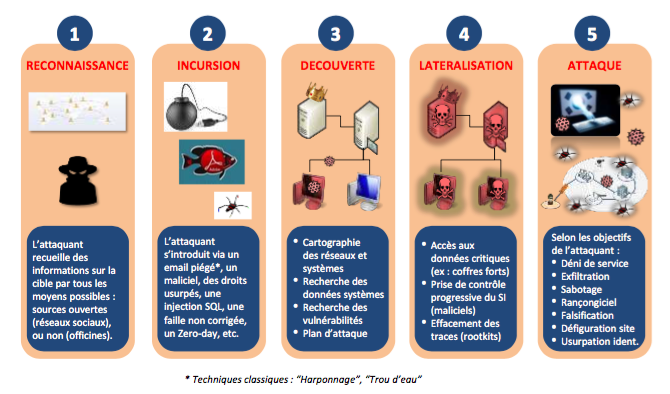 1
RECONNAISSANCE
L'attaquant
recueille des
informations sur la
cible par tous les
moyens possibles :
sources ouvertes
(réseaux sociaux),
ou non (officines).
2
INCURSION
L'attaquant
s'introduit via un
email piégé*, un
maliciel, des droits
usurpés, une
injection SQL, une
faille non corrigée,
un Zero-day, etc.
3
DECOUVERTE
• Cartographie
des réseaux et
systèmes
• Recherche des
données systèmes
• Recherche des
vulnérabilités
• Plan d'attaque
4
LATERALISATION
• Accès aux
données critiques
(ex : coffres forts)
• Prise de contrôle
progressive du SI
(maliciels)
• Effacement des
traces (rootkits)
5
ATTAQUE
Selon les objectifs
de l'attaquant :
• Déni de service
• Exfiltration
• Sabotage
• Rançongiciel
• Falsification
• Défiguration site
• Usurpation ident.
* Techniques classiques : "Harponnage", "Trou d'eau"